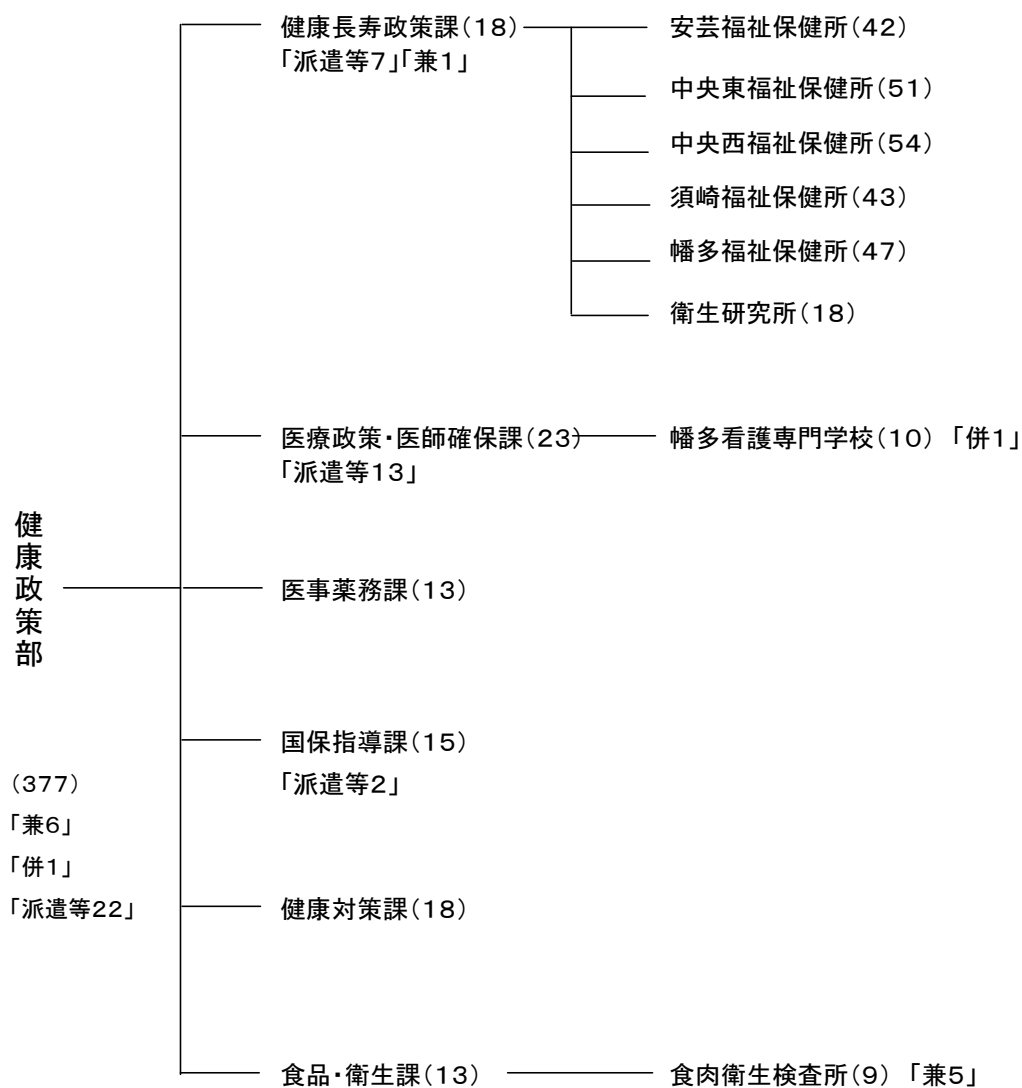 健康政策部
(377)
「兼6」
「併1」
「派遣等22」
健康長寿政策課(18)
「派遣等7」「兼1」
安芸福祉保健所(42)
中央東福祉保健所(51)
中央西福祉保健所(54)
須崎福祉保健所(43)
幡多福祉保健所(47)
衛生研究所(18)
医療政策・医師確保課(23)
「派遣等13」
幡多看護専門学校(10) 「併1」
医事薬務課(13)
国保指導課(15)
「派遣等2」
健康対策課(18)
食品・衛生課(13)
食肉衛生検査所(9) 「兼5」